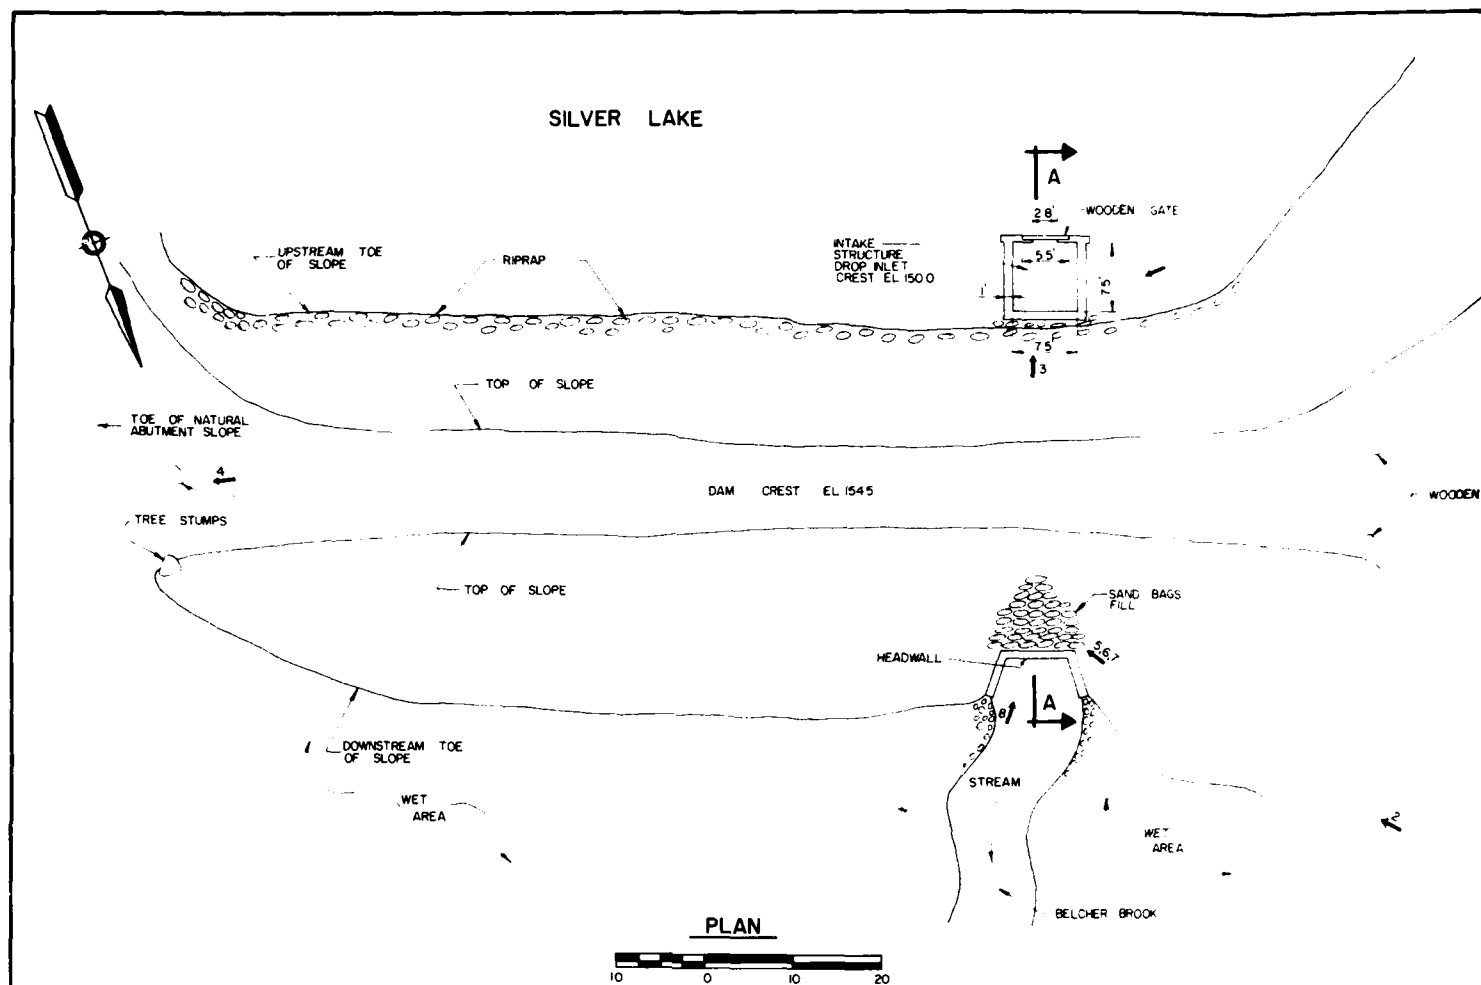 SILVER LAKE
A
28'
WOODEN GATE
UPSTREAM TOE
OF SLOPE
RIPRAP
INTAKE
STRUCTURE
DROP INLET
CREST EL 150 0
5.5'
7.5'
1'
7.5'
3
TOP OF SLOPE
TOE OF NATURAL
ABUTMENT SLOPE
4
DAM CREST EL 154.5
WOODEN
TREE STUMPS
TOP OF SLOPE
SAND BAGS
FILL
HEADWALL
5,6,7
A
8
DOWNSTREAM TOE
OF SLOPE
STREAM
WET
AREA
2
WET
AREA
BELCHER BROOK
PLAN
10 0 10 20